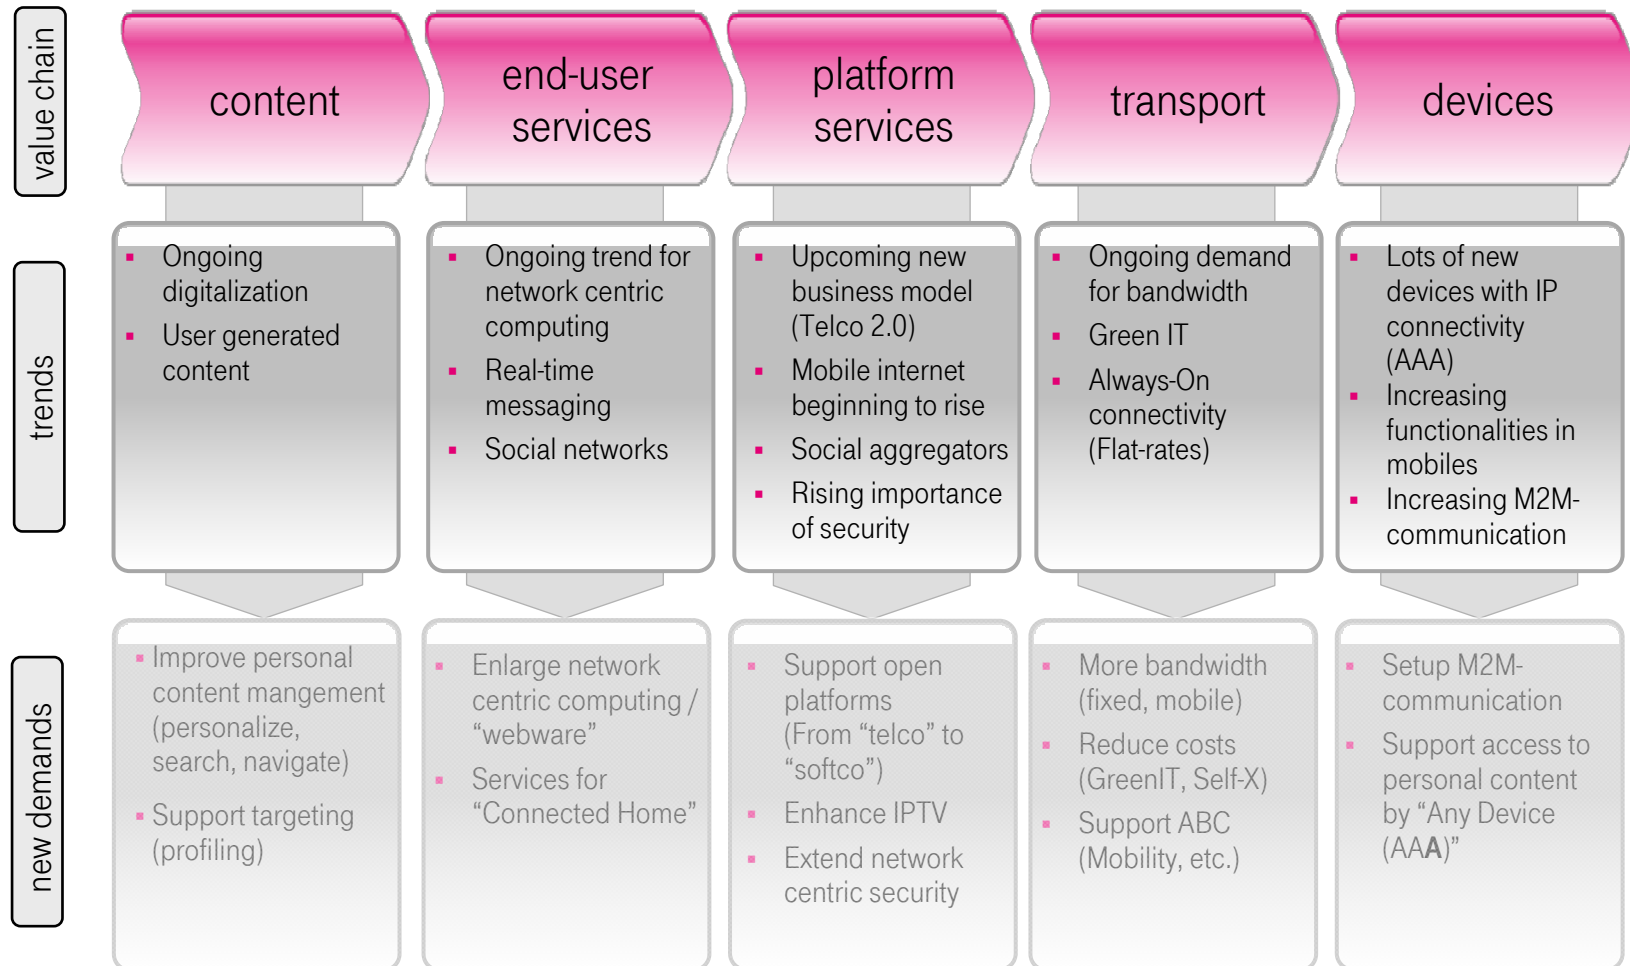 value chain
content
end-user
services
platform
services
transport
devices
trends
▪ Ongoing
digitalization
▪ User generated
content
▪ Ongoing trend for
network centric
computing
▪ Real-time
messaging
▪ Social networks
▪ Upcoming new
business model
(Telco 2.0)
▪ Mobile internet
beginning to rise
▪ Social aggregators
▪ Rising importance
of security
▪ Ongoing demand
for bandwidth
▪ Green IT
▪ Always-On
connectivity
(Flat-rates)
▪ Lots of new
devices with IP
connectivity
(AAA)
▪ Increasing
functionalities in
mobiles
▪ Increasing M2M-
communication
new demands
▪ Improve personal
content mangement
(personalize,
search, navigate)
▪ Support targeting
(profiling)
▪ Enlarge network
centric computing /
“webware”
▪ Services for
“Connected Home”
▪ Support open
platforms
(From “telco” to
“softco”)
▪ Enhance IPTV
▪ Extend network
centric security
▪ More bandwidth
(fixed, mobile)
▪ Reduce costs
(GreenIT, Self-X)
▪ Support ABC
(Mobility, etc.)
▪ Setup M2M-
communication
▪ Support access to
personal content
by “Any Device
(AAA)”